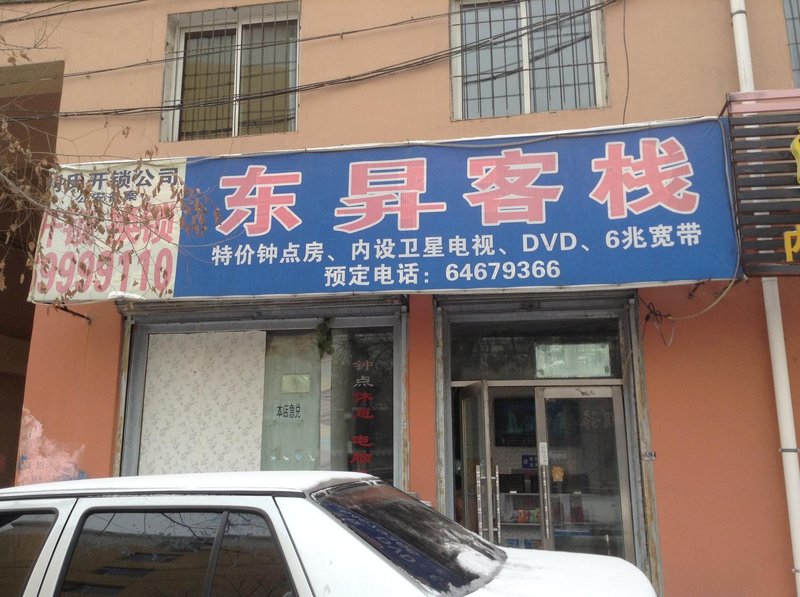 东昇客栈
特价钟点房、内设卫星电视、DVD、6兆宽带
预定电话：64679366
开锁公司
9999110
钟点休息 电脑
本店急兑